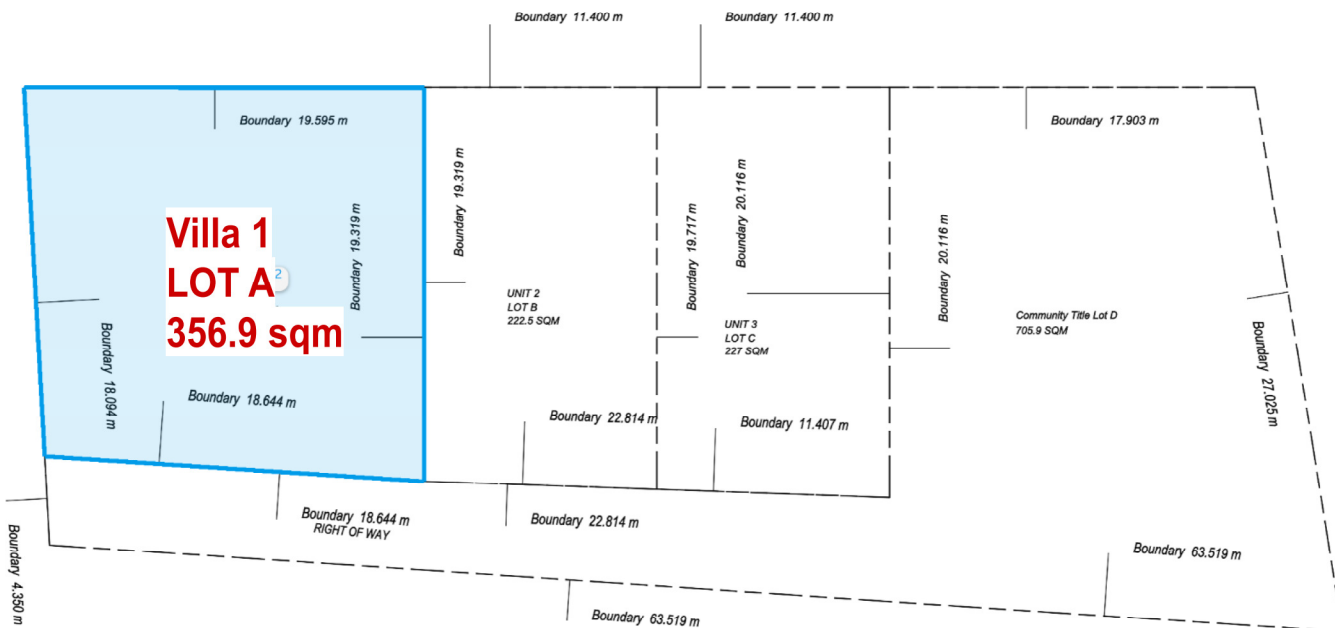 Boundary 11.400 m
Boundary 11.400 m
Boundary 19.595 m
Boundary 17.903 m
Boundary 19.319 m
Boundary 19.319 m
Boundary 19.717 m
Boundary 20.116 m
Boundary 20.116 m
Villa 1
LOT A
356.9 sqm
2
UNIT 2
LOT B
222.5 SQM
UNIT 3
LOT C
227 SQM
Community Title Lot D
705.9 SQM
Boundary 18.094 m
Boundary 18.644 m
Boundary 22.814 m
Boundary 11.407 m
Boundary 27.025 m
Boundary 18.644 m
RIGHT OF WAY
Boundary 22.814 m
Boundary 4.350 m
Boundary 63.519 m
Boundary 63.519 m